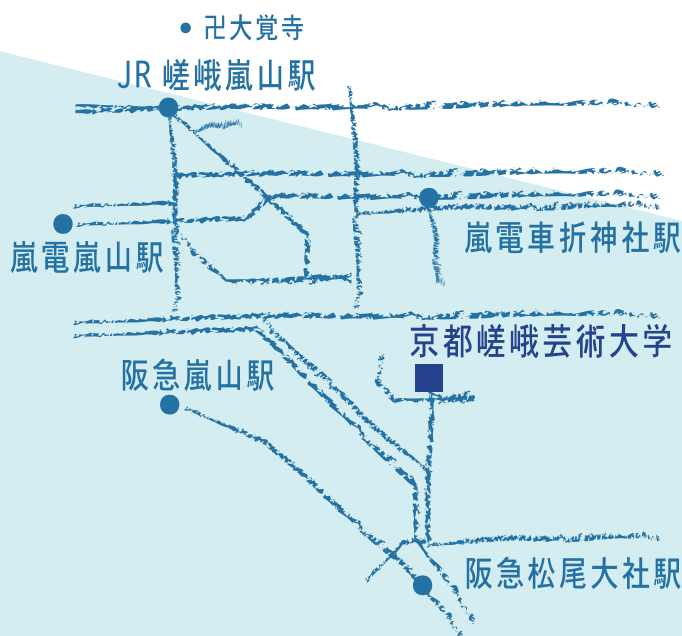 卍大覚寺
JR 嵯峨嵐山駅
嵐電車折神社駅
嵐電嵐山駅
京都嵯峨芸術大学
阪急嵐山駅
阪急松尾大社駅